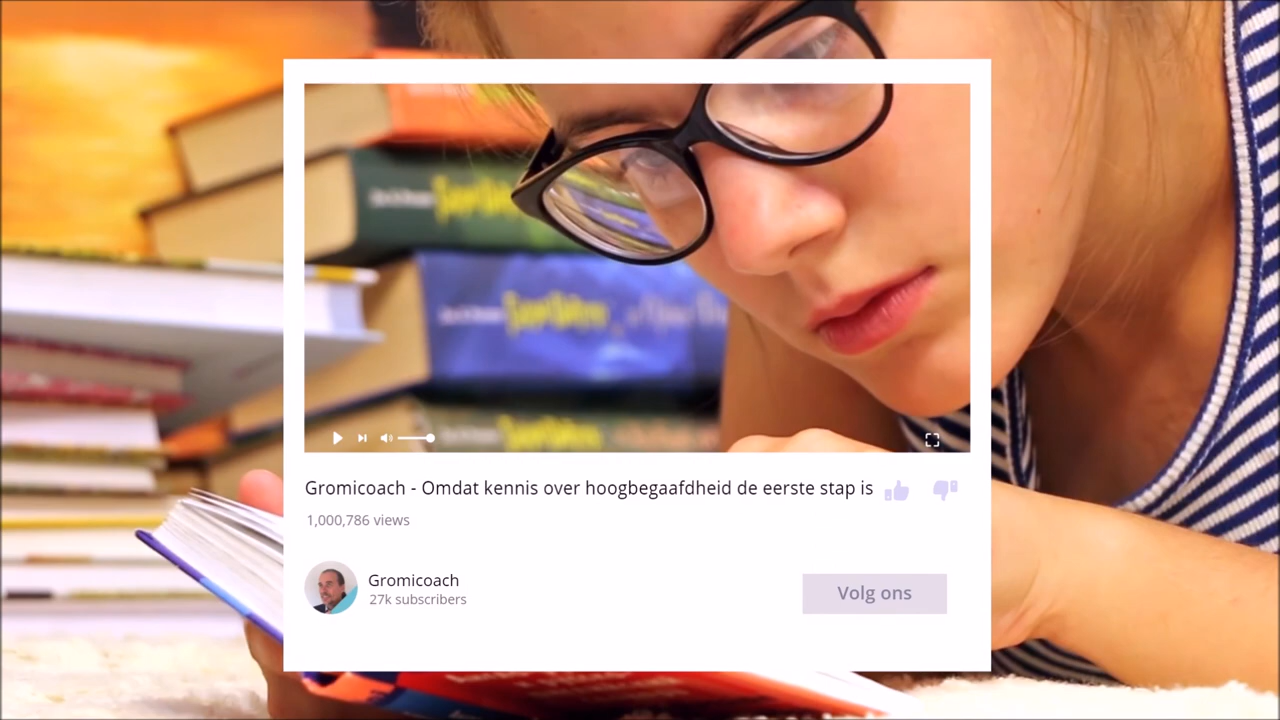 Gromicoach - Omdat kennis over hoogbegaafdheid de eerste stap is
1,000,786 views
Gromicoach
27k subscribers
Volg ons